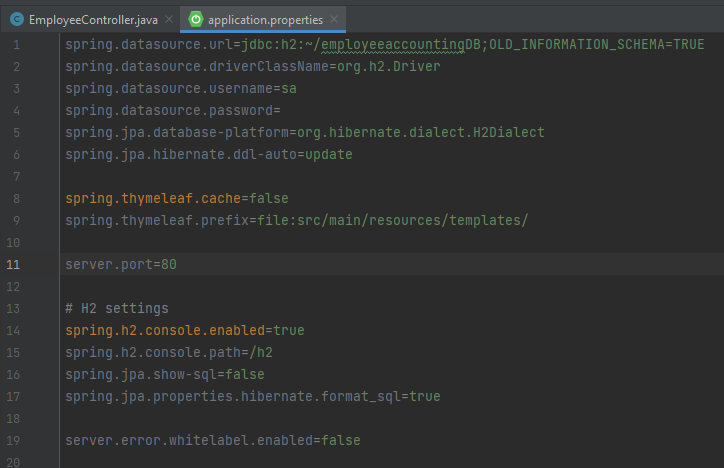 EmployeeController.java application.properties
1 spring.datasource.url=jdbc:h2:~/employeeaccountingDB;OLD_INFORMATION_SCHEMA=TRUE
2 spring.datasource.driverClassName=org.h2.Driver
3 spring.datasource.username=sa
4 spring.datasource.password=
5 spring.jpa.database-platform=org.hibernate.dialect.H2Dialect
6 spring.jpa.hibernate.ddl-auto=update
7
8 spring.thymeleaf.cache=false
9 spring.thymeleaf.prefix=file:src/main/resources/templates/
10
11 server.port=80
12
13 # H2 settings
14 spring.h2.console.enabled=true
15 spring.h2.console.path=/h2
16 spring.jpa.show-sql=false
17 spring.jpa.properties.hibernate.format_sql=true
18
19 server.error.whitelabel.enabled=false
20